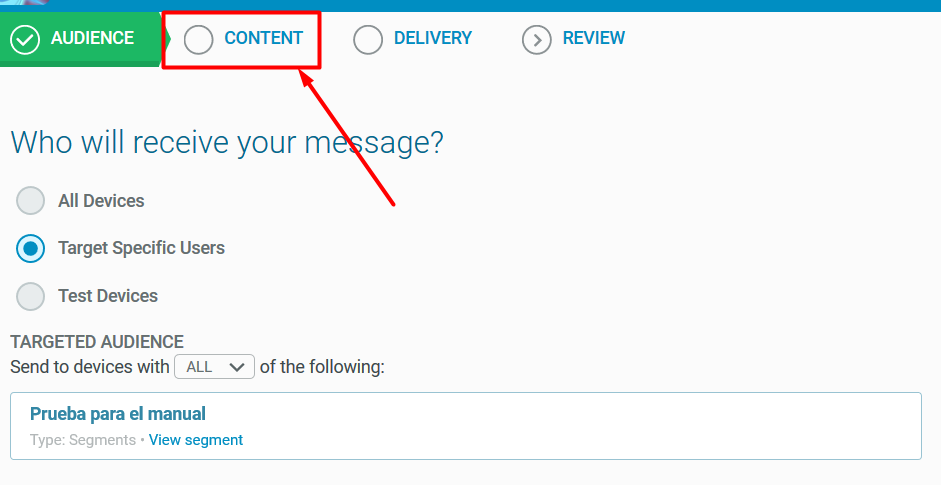 AUDIENCE CONTENT DELIVERY REVIEW
Who will receive your message?
All Devices
Target Specific Users
Test Devices
TARGETED AUDIENCE
Send to devices with ALL of the following:
Prueba para el manual
Type: Segments • View segment